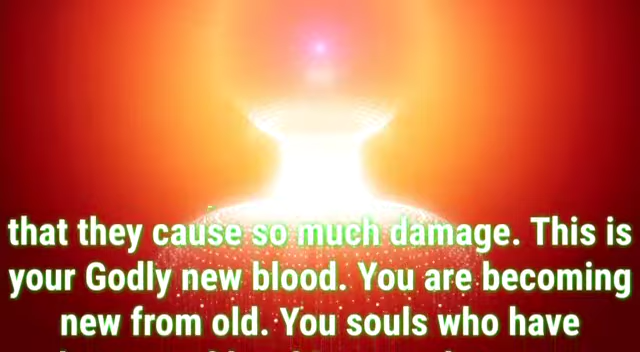 that they cause so much damage. This is
your Godly new blood. You are becoming
new from old. You souls who have